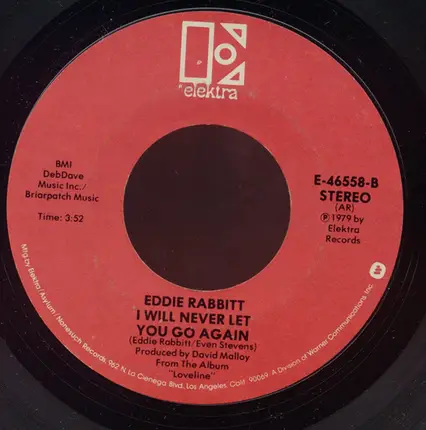 elektra
BMI
DebDave
Music Inc./
Briarpatch Music
Time: 3:52
E-46558-B
STEREO
(AR)
℗ 1979 by
Elektra
Records
EDDIE RABBITT
I WILL NEVER LET
YOU GO AGAIN
(Eddie Rabbitt/Even Stevens)
Produced by David Malloy
From The Album
"Loveline"
Mfg by Elektra/Asylum/Nonesuch Records, 962 N. La Cienega Blvd., Los Angeles, Calif. 90069. A Division of Warner Communications Inc.